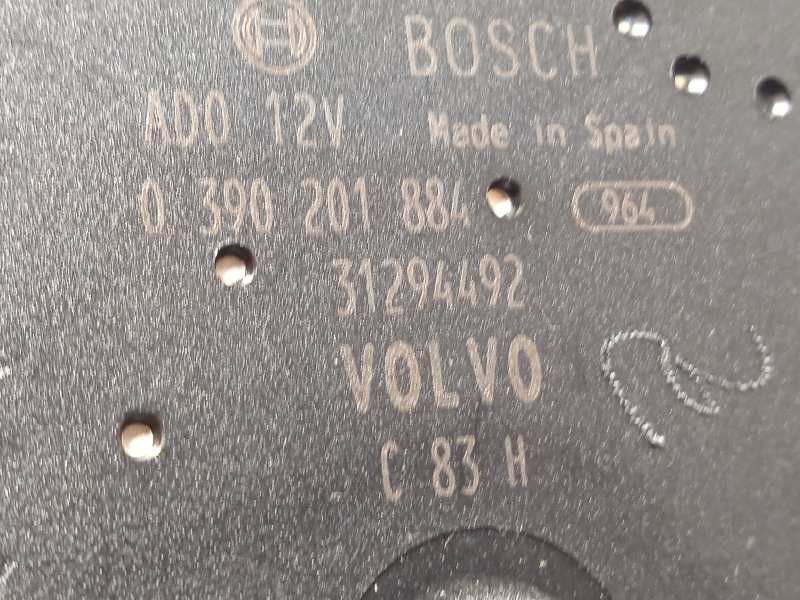 BOSCH
ADO 12V Made in Spain
0 390 201 884 964
31294492
VOLVO
C 83 H